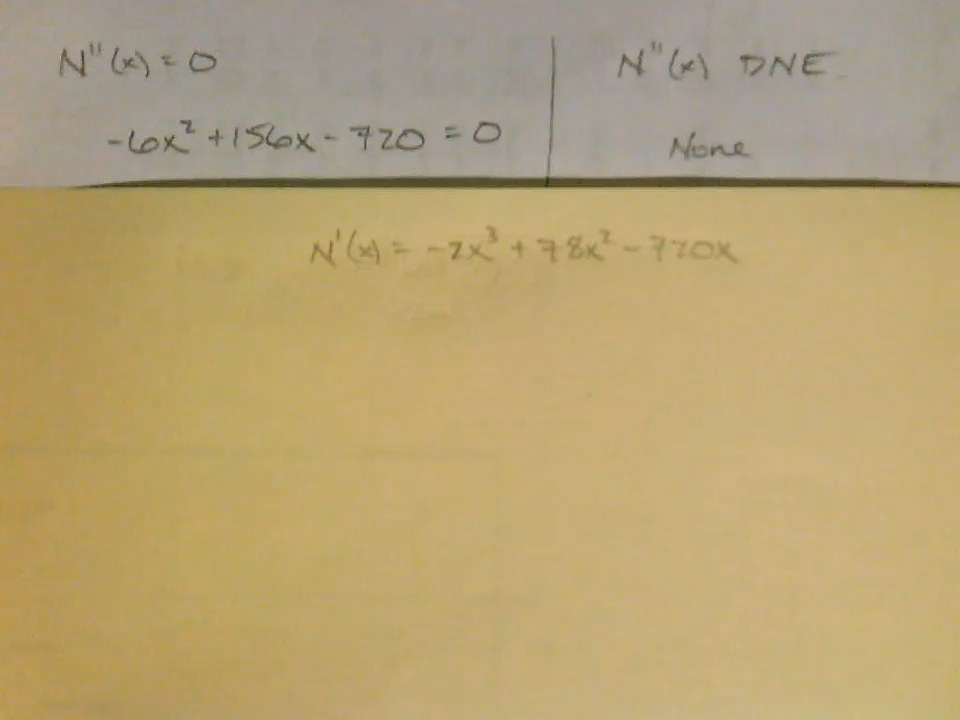 N''(x) = 0
N''(x) DNE
-6x² + 156x - 720 = 0
None
N'(x) = -2x³ + 78x² - 720x